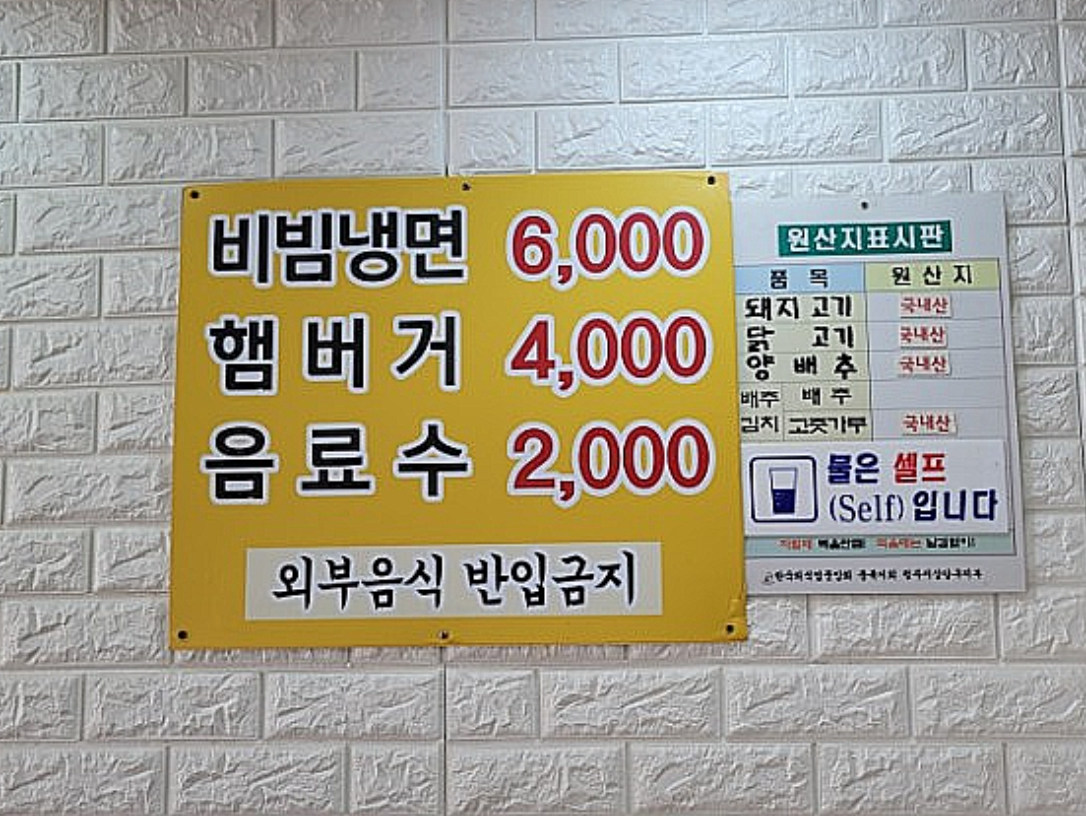 비빔냉면 6,000
햄버거 4,000
음료수 2,000
외부음식 반입금지
원산지표시판
품목 원산지
돼지고기 국내산
닭고기 국내산
양배추 국내산
배추 배추
김치 고춧가루 국내산
물은 셀프
(Self) 입니다